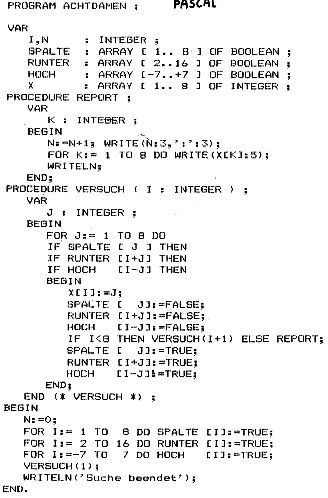 PROGRAM ACHTDAMEN ; PASCAL
VAR
I,N : INTEGER ;
SPALTE : ARRAY [ 1.. 8 ] OF BOOLEAN ;
RUNTER : ARRAY [ 2..16 ] OF BOOLEAN ;
HOCH : ARRAY [-7..+7 ] OF BOOLEAN ;
X : ARRAY [ 1.. 8 ] OF INTEGER ;
PROCEDURE REPORT ;
VAR
K : INTEGER ;
BEGIN
N:=N+1; WRITE(N:3,':':3);
FOR K:= 1 TO 8 DO WRITE(X[K]:5);
WRITELN;
END;
PROCEDURE VERSUCH ( I : INTEGER ) ;
VAR
J : INTEGER ;
BEGIN
FOR J:= 1 TO 8 DO
IF SPALTE [ J ] THEN
IF RUNTER [I+J] THEN
IF HOCH [I-J] THEN
BEGIN
X[I]:=J;
SPALTE [ J]:=FALSE;
RUNTER [I+J]:=FALSE;
HOCH [I-J]:=FALSE;
IF I<8 THEN VERSUCH(I+1) ELSE REPORT;
SPALTE [ J]:=TRUE;
RUNTER [I+J]:=TRUE;
HOCH [I-J]:=TRUE;
END;
END (* VERSUCH *) ;
BEGIN
N:=0;
FOR I:= 1 TO 8 DO SPALTE [I]:=TRUE;
FOR I:= 2 TO 16 DO RUNTER [I]:=TRUE;
FOR I:=-7 TO 7 DO HOCH [I]:=TRUE;
VERSUCH(1);
WRITELN('Suche beendet');
END.